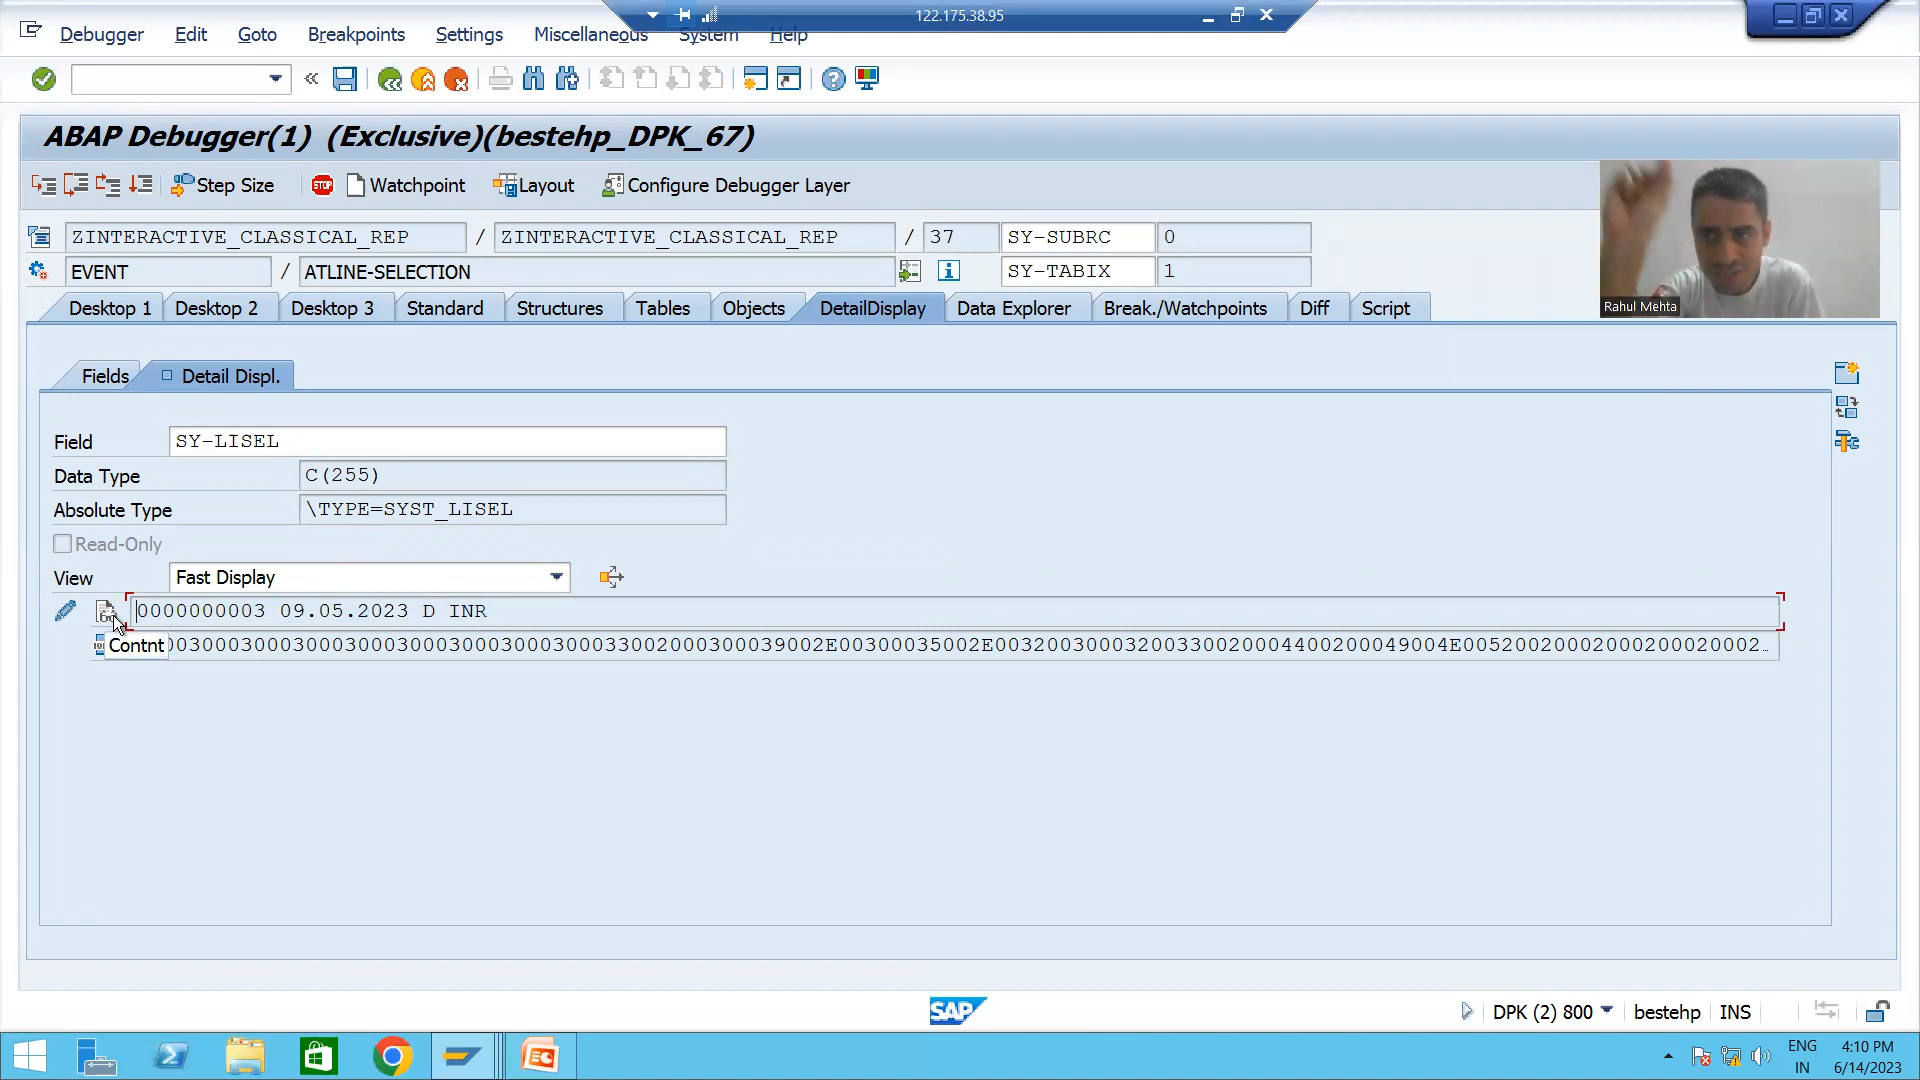 122.175.38.95
Debugger Edit Goto Breakpoints Settings Miscellaneous System Help
ABAP Debugger(1) (Exclusive)(bestehp_DPK_67)
Step Size STOP Watchpoint Layout Configure Debugger Layer
ZINTERACTIVE_CLASSICAL_REP / ZINTERACTIVE_CLASSICAL_REP / 37 SY-SUBRC 0
EVENT / ATLINE-SELECTION SY-TABIX 1
Rahul Mehta
Desktop 1 Desktop 2 Desktop 3 Standard Structures Tables Objects DetailDisplay Data Explorer Break./Watchpoints Diff Script
Fields Detail Displ.
Field SY-LISEL
Data Type C(255)
Absolute Type \TYPE=SYST_LISEL
Read-Only
View Fast Display
0000000003 09.05.2023 D INR
Contnt
SAP
DPK (2) 800 bestehp INS
ENG 4:10 PM
IN 6/14/2023